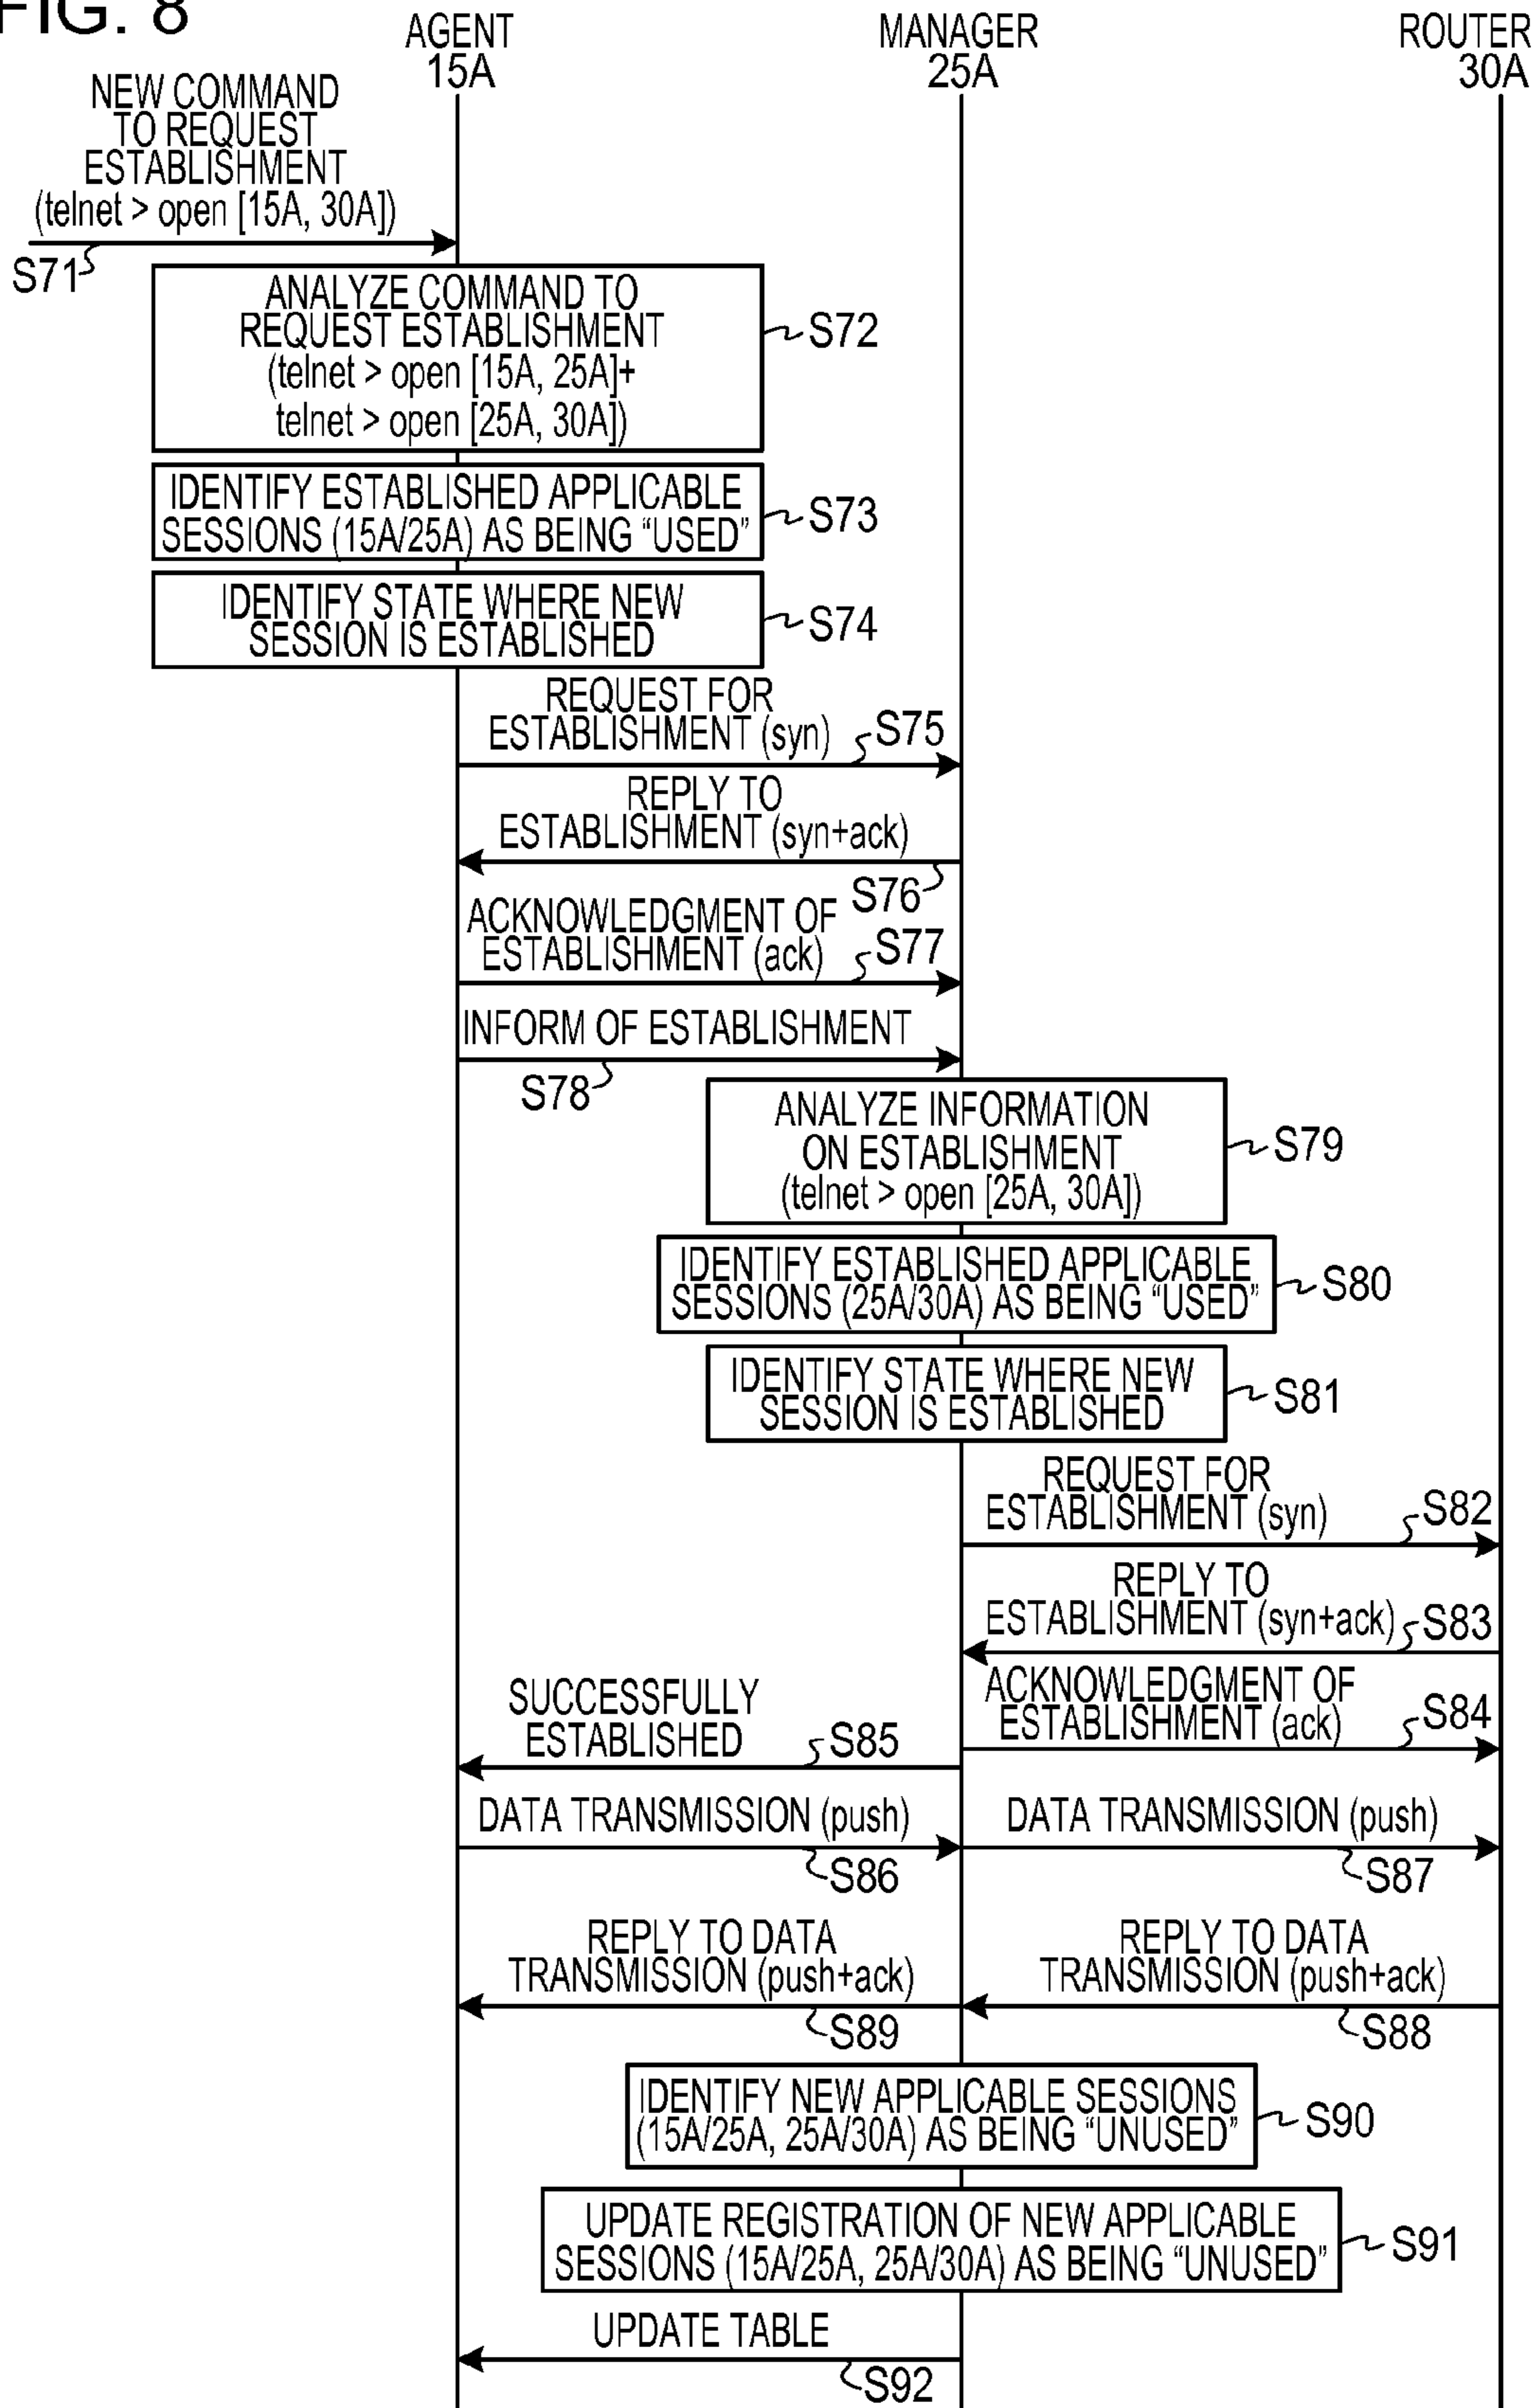 FIG. 8
AGENT
15A
MANAGER
25A
ROUTER
30A
NEW COMMAND
TO REQUEST
ESTABLISHMENT
(telnet > open [15A, 30A])
S71
ANALYZE COMMAND TO
REQUEST ESTABLISHMENT
(telnet > open [15A, 25A]+
telnet > open [25A, 30A])
S72
IDENTIFY ESTABLISHED APPLICABLE
SESSIONS (15A/25A) AS BEING “USED”
S73
IDENTIFY STATE WHERE NEW
SESSION IS ESTABLISHED
S74
REQUEST FOR
ESTABLISHMENT (syn)
S75
REPLY TO
ESTABLISHMENT (syn+ack)
S76
ACKNOWLEDGMENT OF
ESTABLISHMENT (ack)
S77
INFORM OF ESTABLISHMENT
S78
ANALYZE INFORMATION
ON ESTABLISHMENT
(telnet > open [25A, 30A])
S79
IDENTIFY ESTABLISHED APPLICABLE
SESSIONS (25A/30A) AS BEING “USED”
S80
IDENTIFY STATE WHERE NEW
SESSION IS ESTABLISHED
S81
REQUEST FOR
ESTABLISHMENT (syn)
S82
REPLY TO
ESTABLISHMENT (syn+ack)
S83
ACKNOWLEDGMENT OF
ESTABLISHMENT (ack)
S84
SUCCESSFULLY
ESTABLISHED
S85
DATA TRANSMISSION (push)
S86
DATA TRANSMISSION (push)
S87
REPLY TO DATA
TRANSMISSION (push+ack)
S88
REPLY TO DATA
TRANSMISSION (push+ack)
S89
IDENTIFY NEW APPLICABLE SESSIONS
(15A/25A, 25A/30A) AS BEING “UNUSED”
S90
UPDATE REGISTRATION OF NEW APPLICABLE
SESSIONS (15A/25A, 25A/30A) AS BEING “UNUSED”
S91
UPDATE TABLE
S92